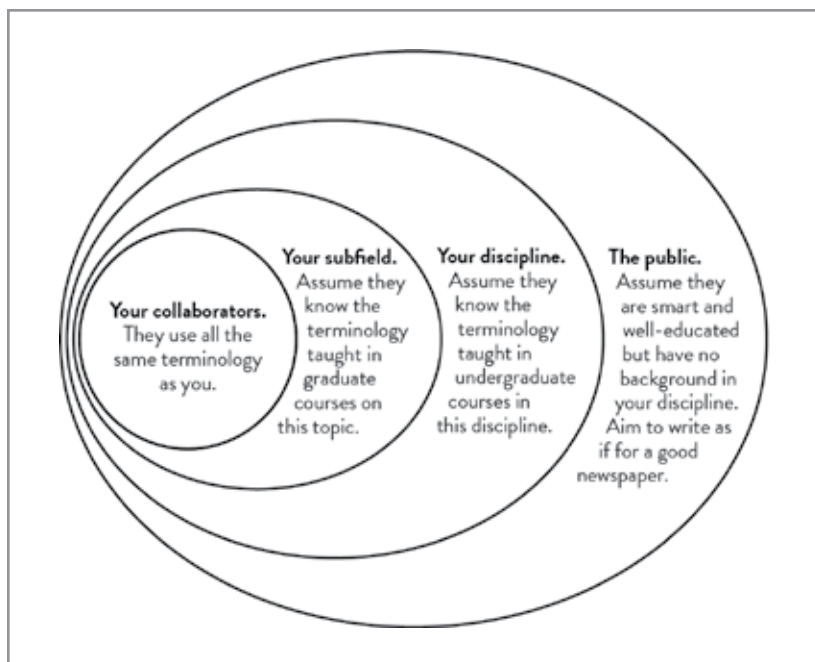 Your collaborators.
They use all the
same terminology
as you.
Your subfield.
Assume they
know the
terminology
taught in
graduate
courses on
this topic.
Your discipline.
Assume they
know the
terminology
taught in
undergraduate
courses in
this discipline.
The public.
Assume they
are smart and
well-educated
but have no
background in
your discipline.
Aim to write as
if for a good
newspaper.